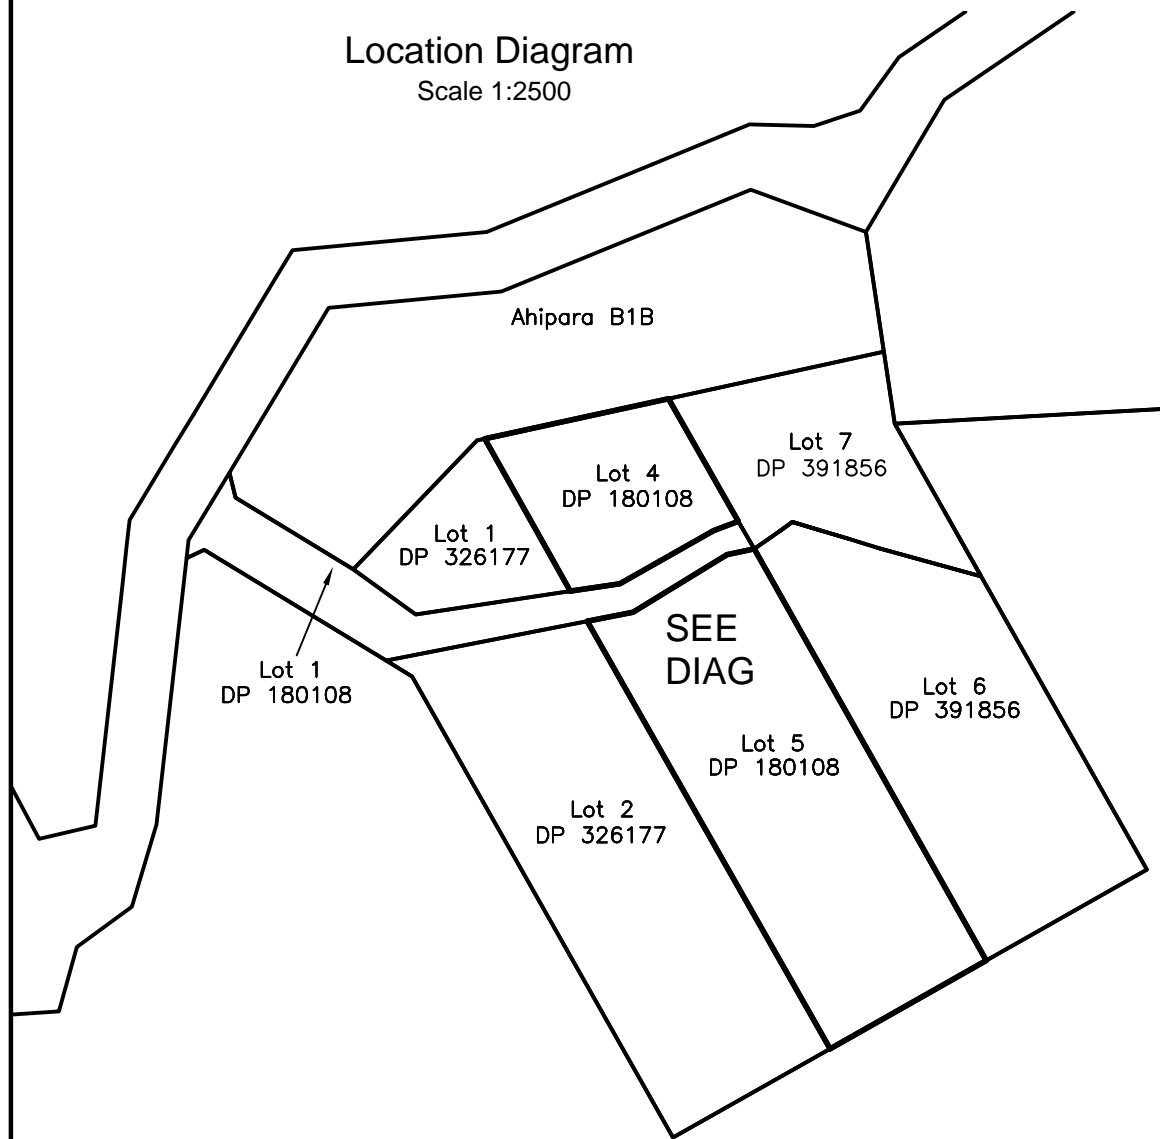 Location Diagram
Scale 1:2500
Ahipara B1B
Lot 7
DP 391856
Lot 4
DP 180108
Lot 1
DP 326177
SEE
DIAG
Lot 1
DP 180108
Lot 6
DP 391856
Lot 5
DP 180108
Lot 2
DP 326177